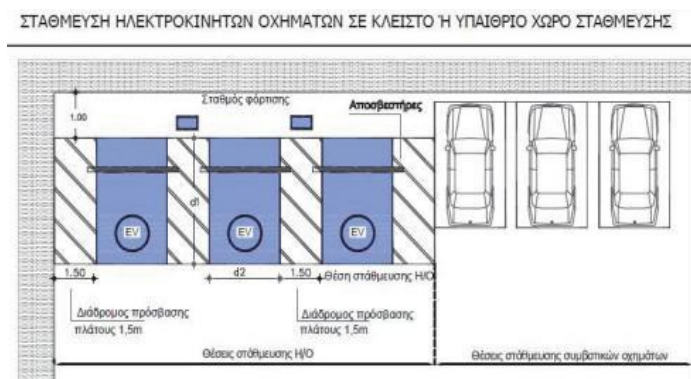 ΣΤΑΘΜΕΥΣΗ ΗΛΕΚΤΡΟΚΙΝΗΤΩΝ ΟΧΗΜΑΤΩΝ ΣΕ ΚΛΕΙΣΤΟ Ή ΥΠΑΙΘΡΙΟ ΧΩΡΟ ΣΤΑΘΜΕΥΣΗΣ
Σταθμός φόρτισης
Αποσβεστήρες
1.00
d1
EV EV EV
1.50 d2 1.50 Θέση στάθμευσης Η/Ο
Διάδρομος πρόσβασης
πλάτους 1,5m
Διάδρομος πρόσβασης
πλάτους 1,5m
Θέσεις στάθμευσης Η/Ο
Θέσεις στάθμευσης συμβατικών οχημάτων